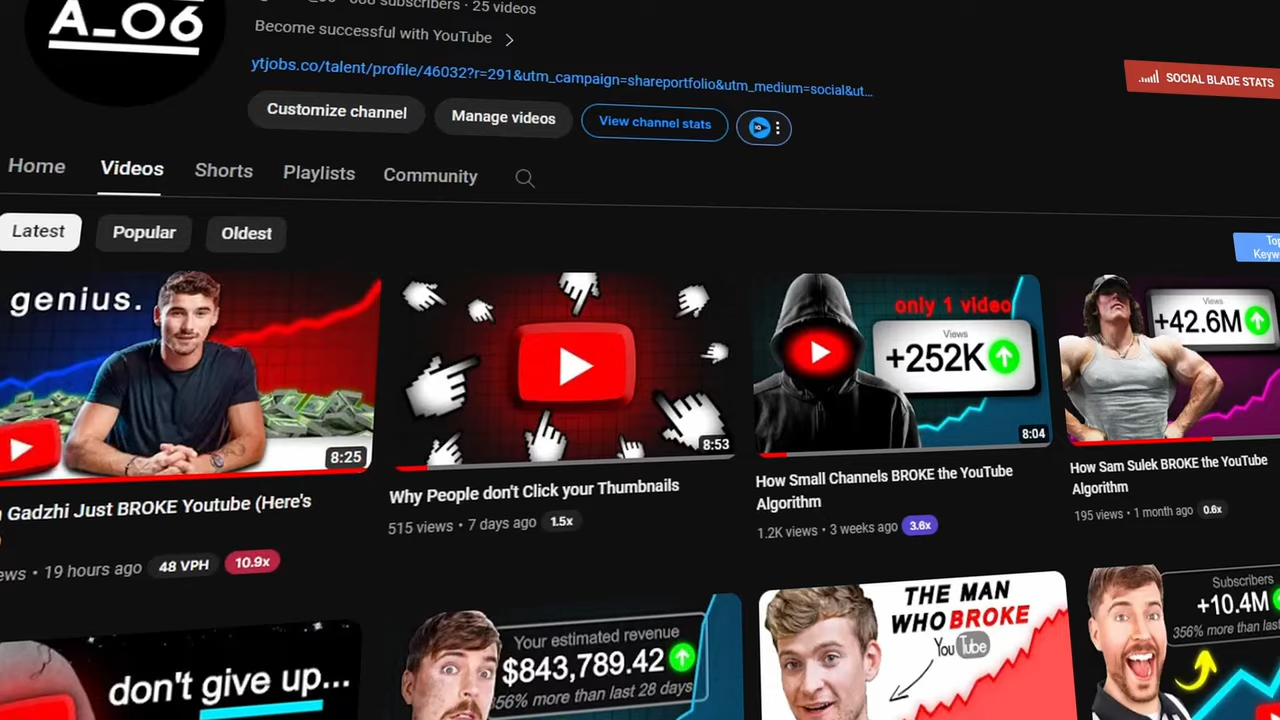 A_O6
subscribers · 25 videos
Become successful with YouTube
ytjobs.co/talent/profile/46032?r=291&utm_campaign=shareportfolio&utm_medium=social&ut...
SOCIAL BLADE STATS
Customize channel
Manage videos
View channel stats
Home
Videos
Shorts
Playlists
Community
Latest
Popular
Oldest
genius.
8:25
8:53
only 1 video
Views
+252K
8:04
Views
+42.6M
Gadzhi Just BROKE Youtube (Here's
19 hours ago
48 VPH
10.9x
Why People don't Click your Thumbnails
515 views • 7 days ago
1.5x
How Small Channels BROKE the YouTube
Algorithm
1.2K views • 3 weeks ago
3.6x
How Sam Sulek BROKE the YouTube
Algorithm
195 views • 1 month ago
0.6x
don't give up...
Your estimated revenue
$843,789.42
56% more than last 28 days
THE MAN
WHO BROKE
YouTube
Subscribers
+10.4M
356% more than las